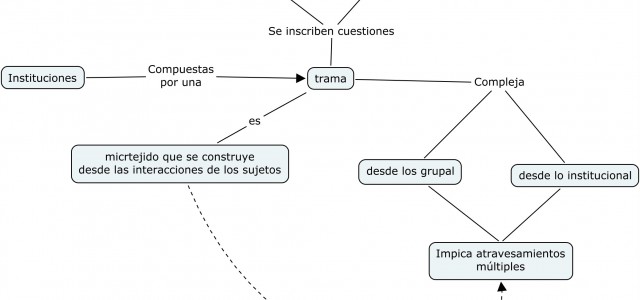 Se inscriben cuestiones
Instituciones
Compuestas
por una
trama
Compleja
es
micrtejido que se construye
desde las interacciones de los sujetos
desde los grupal
desde lo institucional
Impica atravesamientos
múltiples